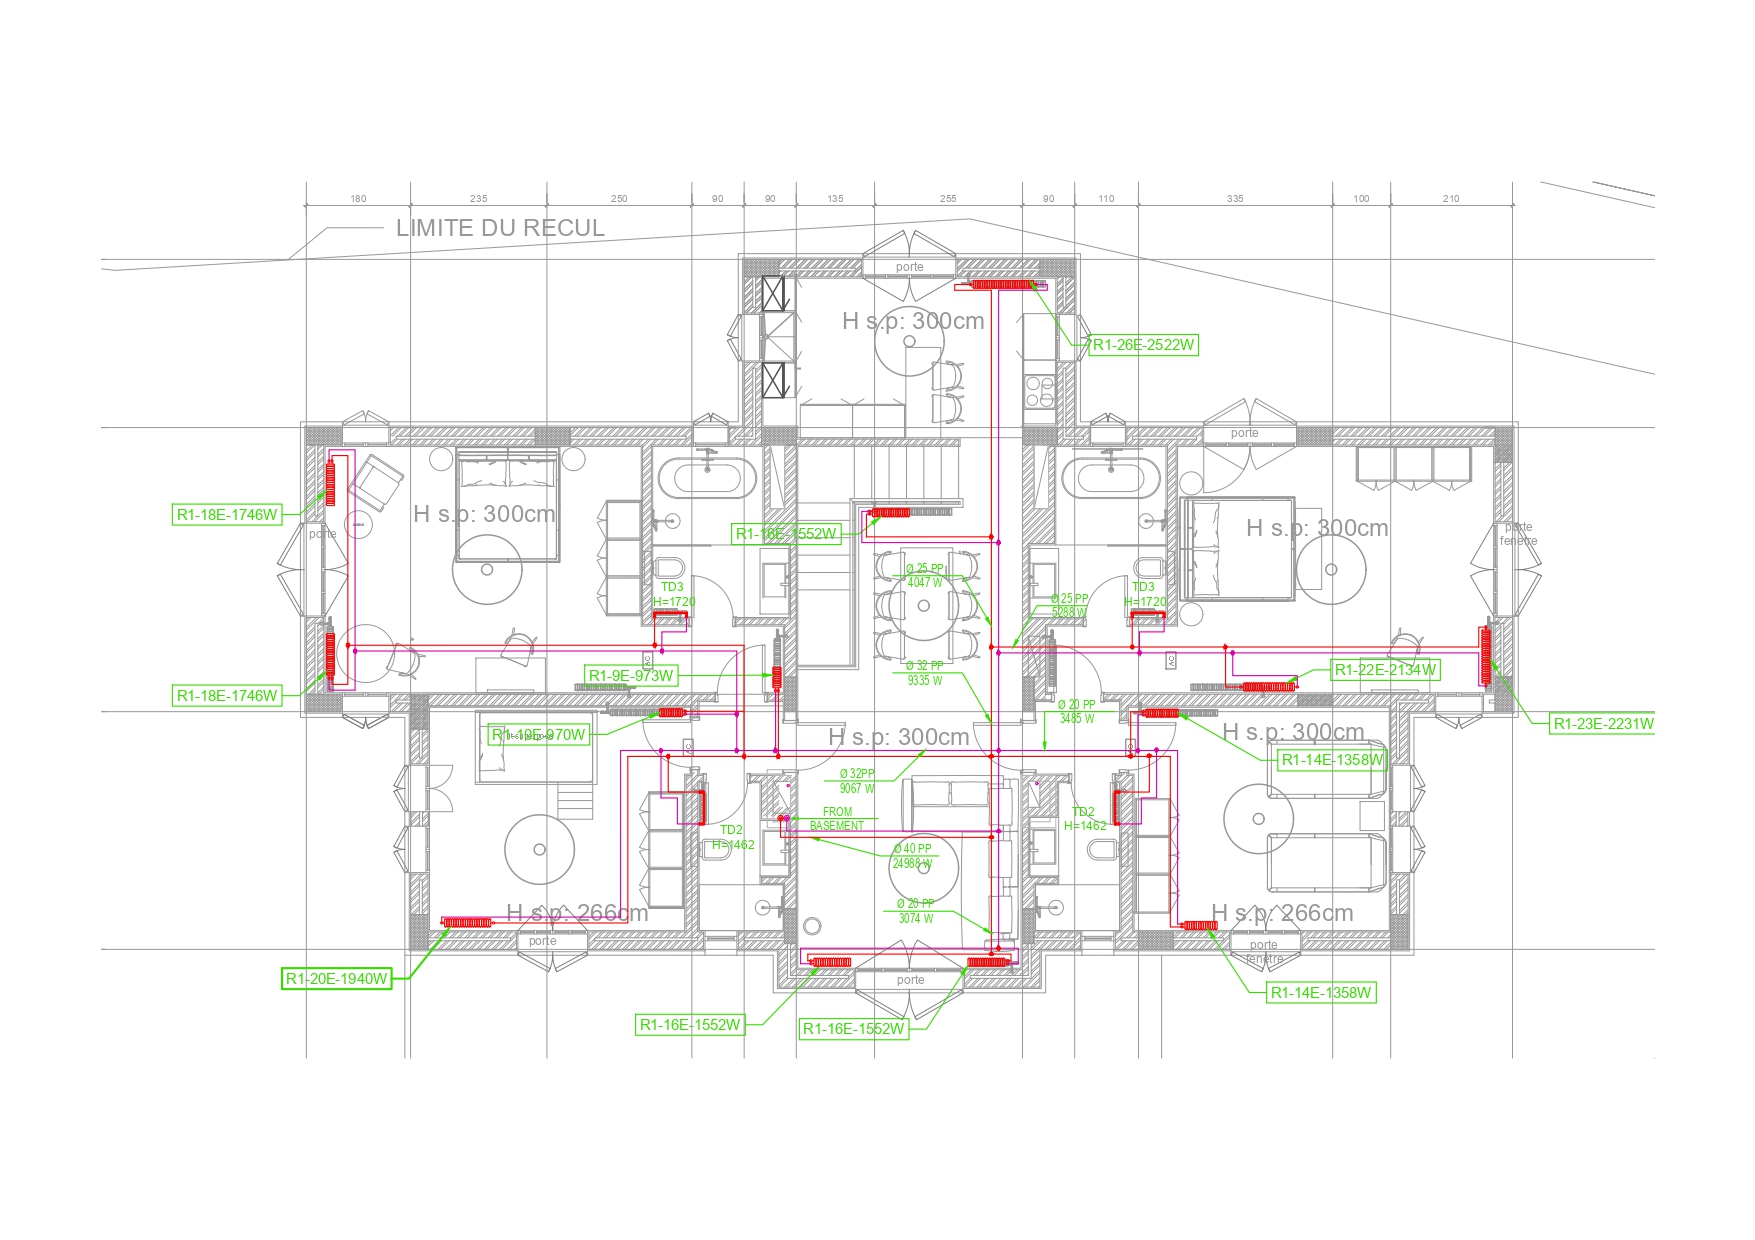 180
235
250
90
90
135
255
90
110
335
100
210
LIMITE DU RECUL
porte
H s.p: 300cm
R1-26E-2522W
porte
H s.p: 300cm
R1-18E-1746W
porte
R1-16E-1552W
H s.p: 300cm
porte
fenetre
Ø 25 PP
4047 W
Ø 25 PP
5288 W
TD3
H=1720
TD3
H=1720
Ø 32 PP
9335 W
R1-9E-973W
R1-22E-2134W
R1-18E-1746W
Ø 20 PP
3485 W
R1-23E-2231W
R1-10E-970W
H s.p: 300cm
H s.p: 300cm
R1-14E-1358W
Ø 32PP
9067 W
FROM
BASEMENT
TD2
H=1462
TD2
H=1462
Ø 40 PP
24988 W
Ø 20 PP
3074 W
H s.p: 266cm
H s.p: 266cm
porte
porte
fenetre
R1-20E-1940W
porte
R1-14E-1358W
R1-16E-1552W
R1-16E-1552W